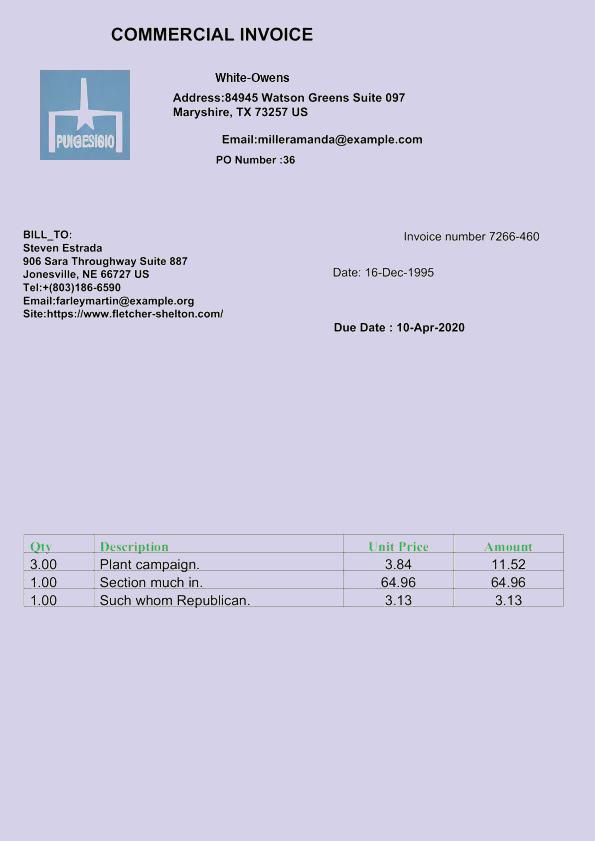 COMMERCIAL INVOICE
White-Owens
Address:84945 Watson Greens Suite 097
Maryshire, TX 73257 US
Email:milleramanda@example.com
PO Number :36
BILL_TO:
Steven Estrada
906 Sara Throughway Suite 887
Jonesville, NE 66727 US
Tel:+(803)186-6590
Email:farleymartin@example.org
Site:https://www.fletcher-shelton.com/
Invoice number 7266-460
Date: 16-Dec-1995
Due Date : 10-Apr-2020
Qty Description Unit Price Amount
3.00 Plant campaign. 3.84 11.52
1.00 Section much in. 64.96 64.96
1.00 Such whom Republican. 3.13 3.13